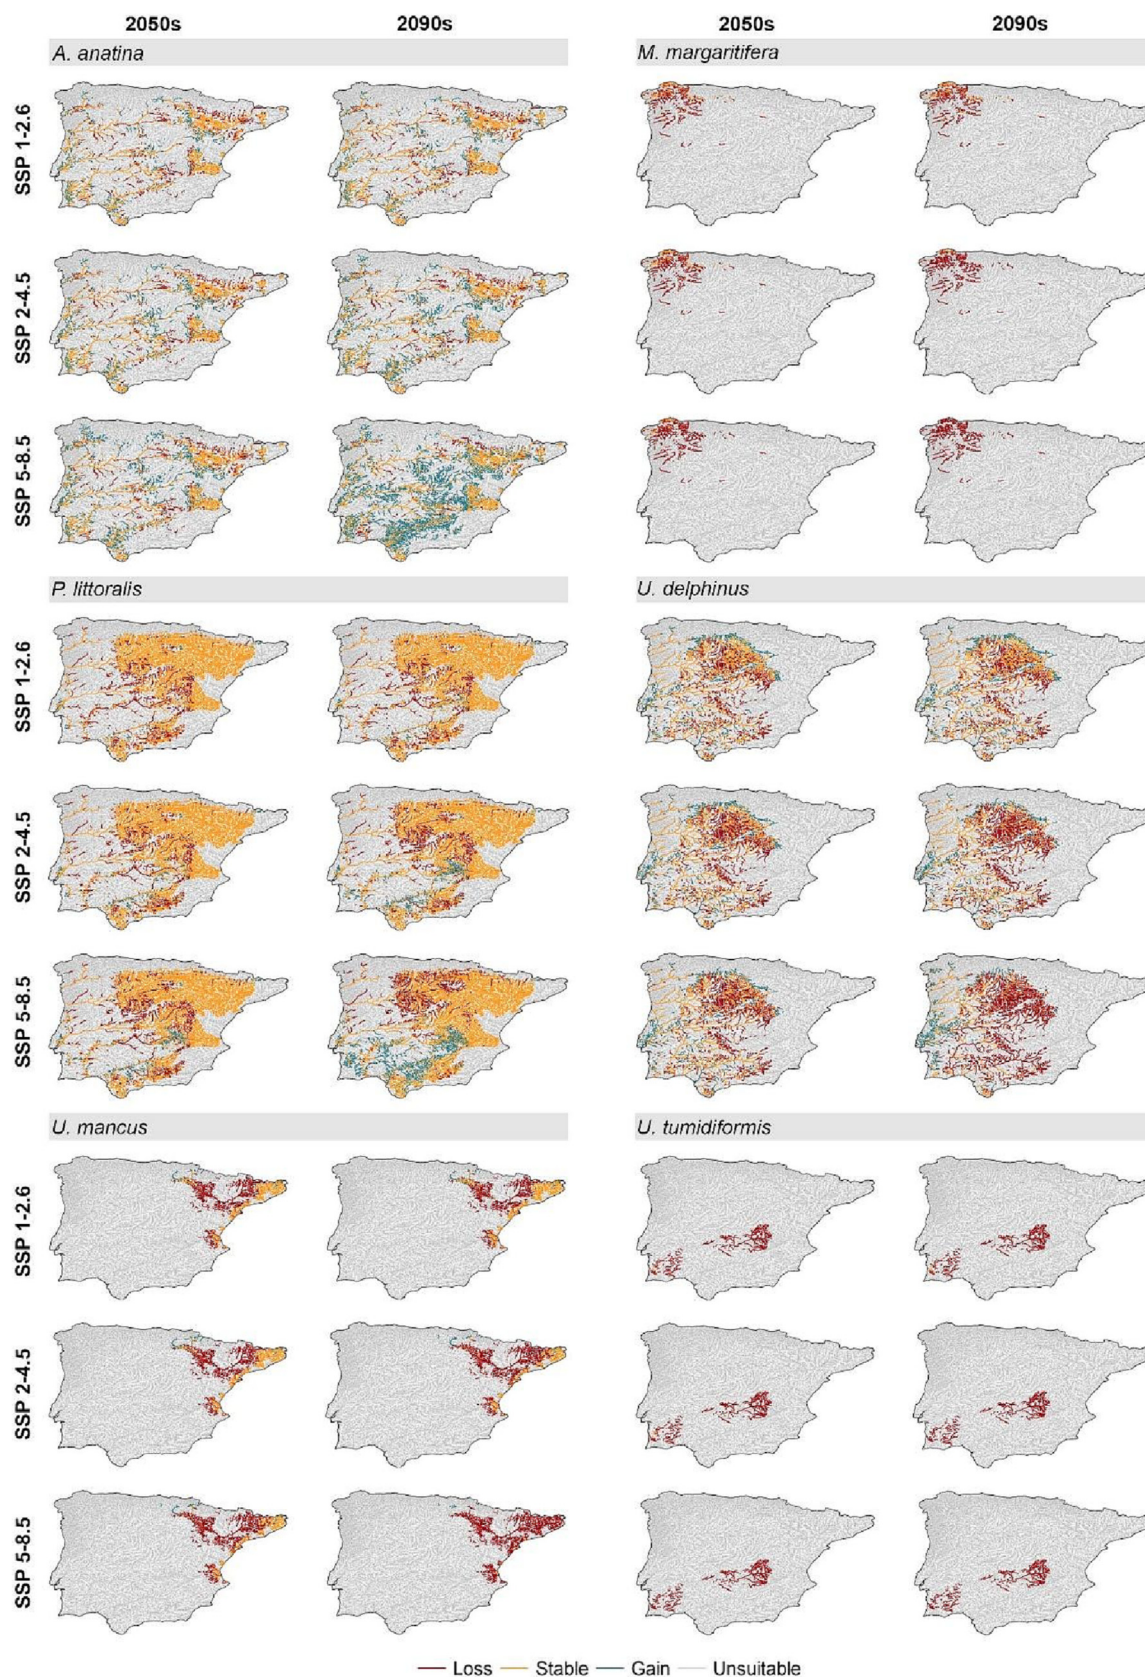 2050s 2090s 2050s 2090s
A. anatina M. margaritifera
SSP 1-2.6
SSP 2-4.5
SSP 5-8.5
P. littoralis U. delphinus
SSP 1-2.6
SSP 2-4.5
SSP 5-8.5
U. mancus U. tumidiformis
SSP 1-2.6
SSP 2-4.5
SSP 5-8.5
Loss Stable Gain Unsuitable